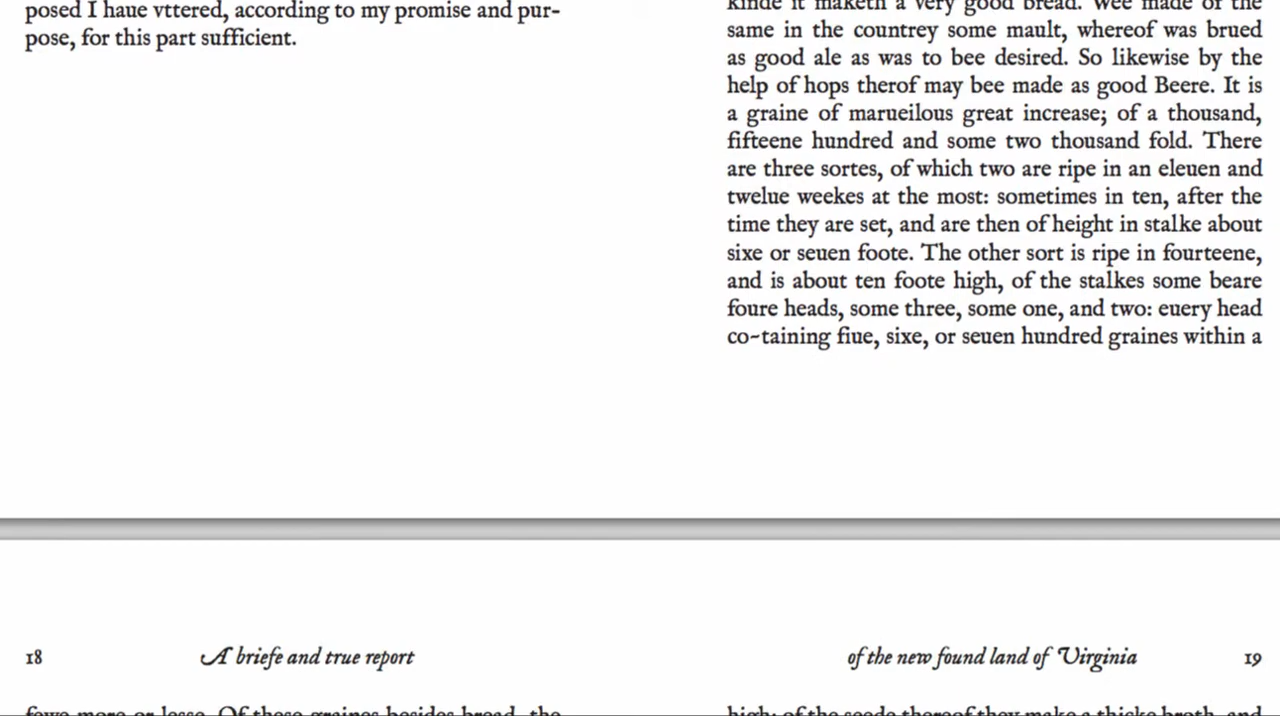 posed I haue vttered, according to my promise and pur-
pose, for this part sufficient.
kinde it maketh a very good bread. Wee made of the
same in the countrey some mault, whereof was brued
as good ale as was to bee desired. So likewise by the
help of hops therof may bee made as good Beere. It is
a graine of marueilous great increase; of a thousand,
fifteene hundred and some two thousand fold. There
are three sortes, of which two are ripe in an eleuen and
twelue weekes at the most: sometimes in ten, after the
time they are set, and are then of height in stalke about
sixe or seuen foote. The other sort is ripe in fourteene,
and is about ten foote high, of the stalkes some beare
foure heads, some three, some one, and two: euery head
co~taining fiue, sixe, or seuen hundred graines within a
18 A briefe and true report
of the new found land of Virginia 19
fewe more or lesse. Of these graines besides bread, the
high: of the seede thereof they make a thicke broth, and